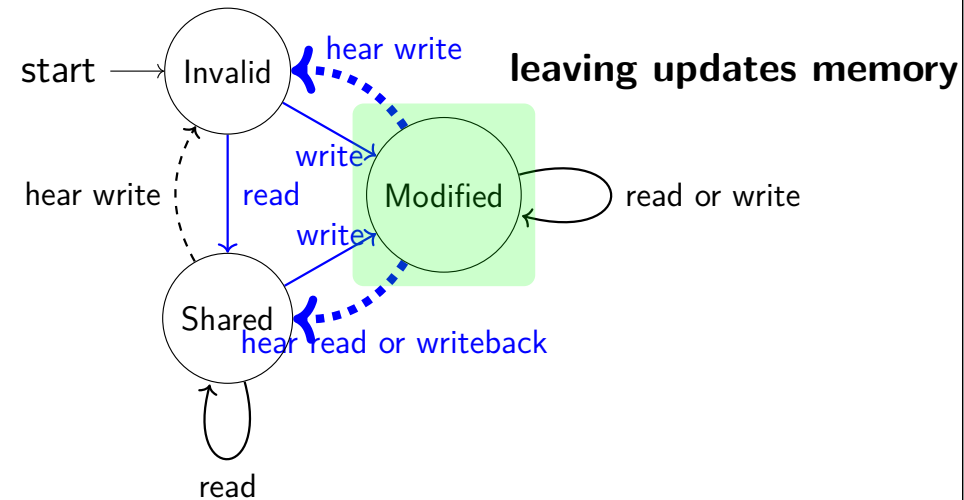 hear write
start
Invalid
leaving updates memory
write
hear write
read
Modified
read or write
write
Shared
hear read or writeback
read